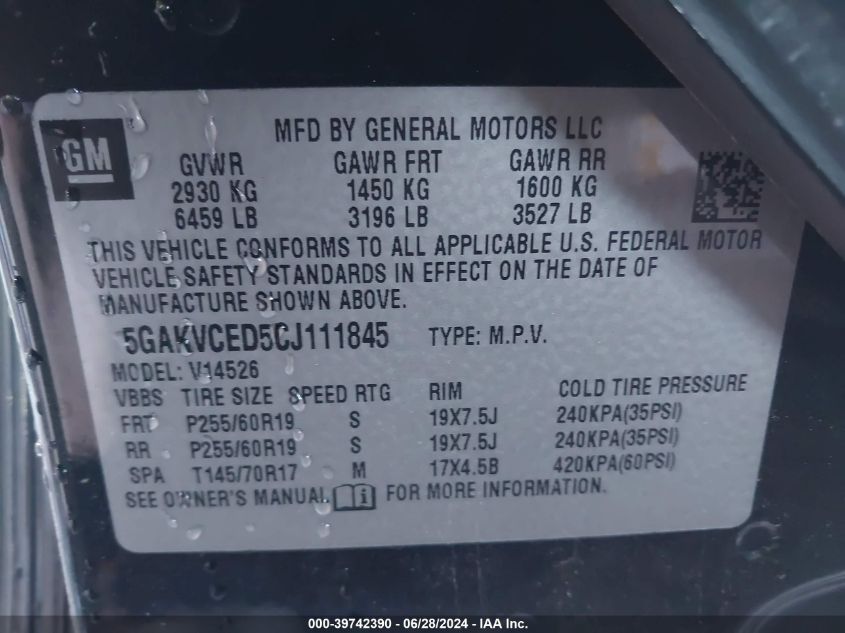 GM
MFD BY GENERAL MOTORS LLC
GVWR GAWR FRT GAWR RR
2930 KG 1450 KG 1600 KG
6459 LB 3196 LB 3527 LB
THIS VEHICLE CONFORMS TO ALL APPLICABLE U.S. FEDERAL MOTOR
VEHICLE SAFETY STANDARDS IN EFFECT ON THE DATE OF
MANUFACTURE SHOWN ABOVE.
5GAKVCED5CJ111845 TYPE: M.P.V.
MODEL: V14526
VBBS TIRE SIZE SPEED RTG RIM COLD TIRE PRESSURE
FRT P255/60R19 S 19X7.5J 240KPA(35PSI)
RR P255/60R19 S 19X7.5J 240KPA(35PSI)
SPA T145/70R17 M 17X4.5B 420KPA(60PSI)
SEE OWNER'S MANUAL FOR MORE INFORMATION.
000-39742390 - 06/28/2024 - IAA Inc.